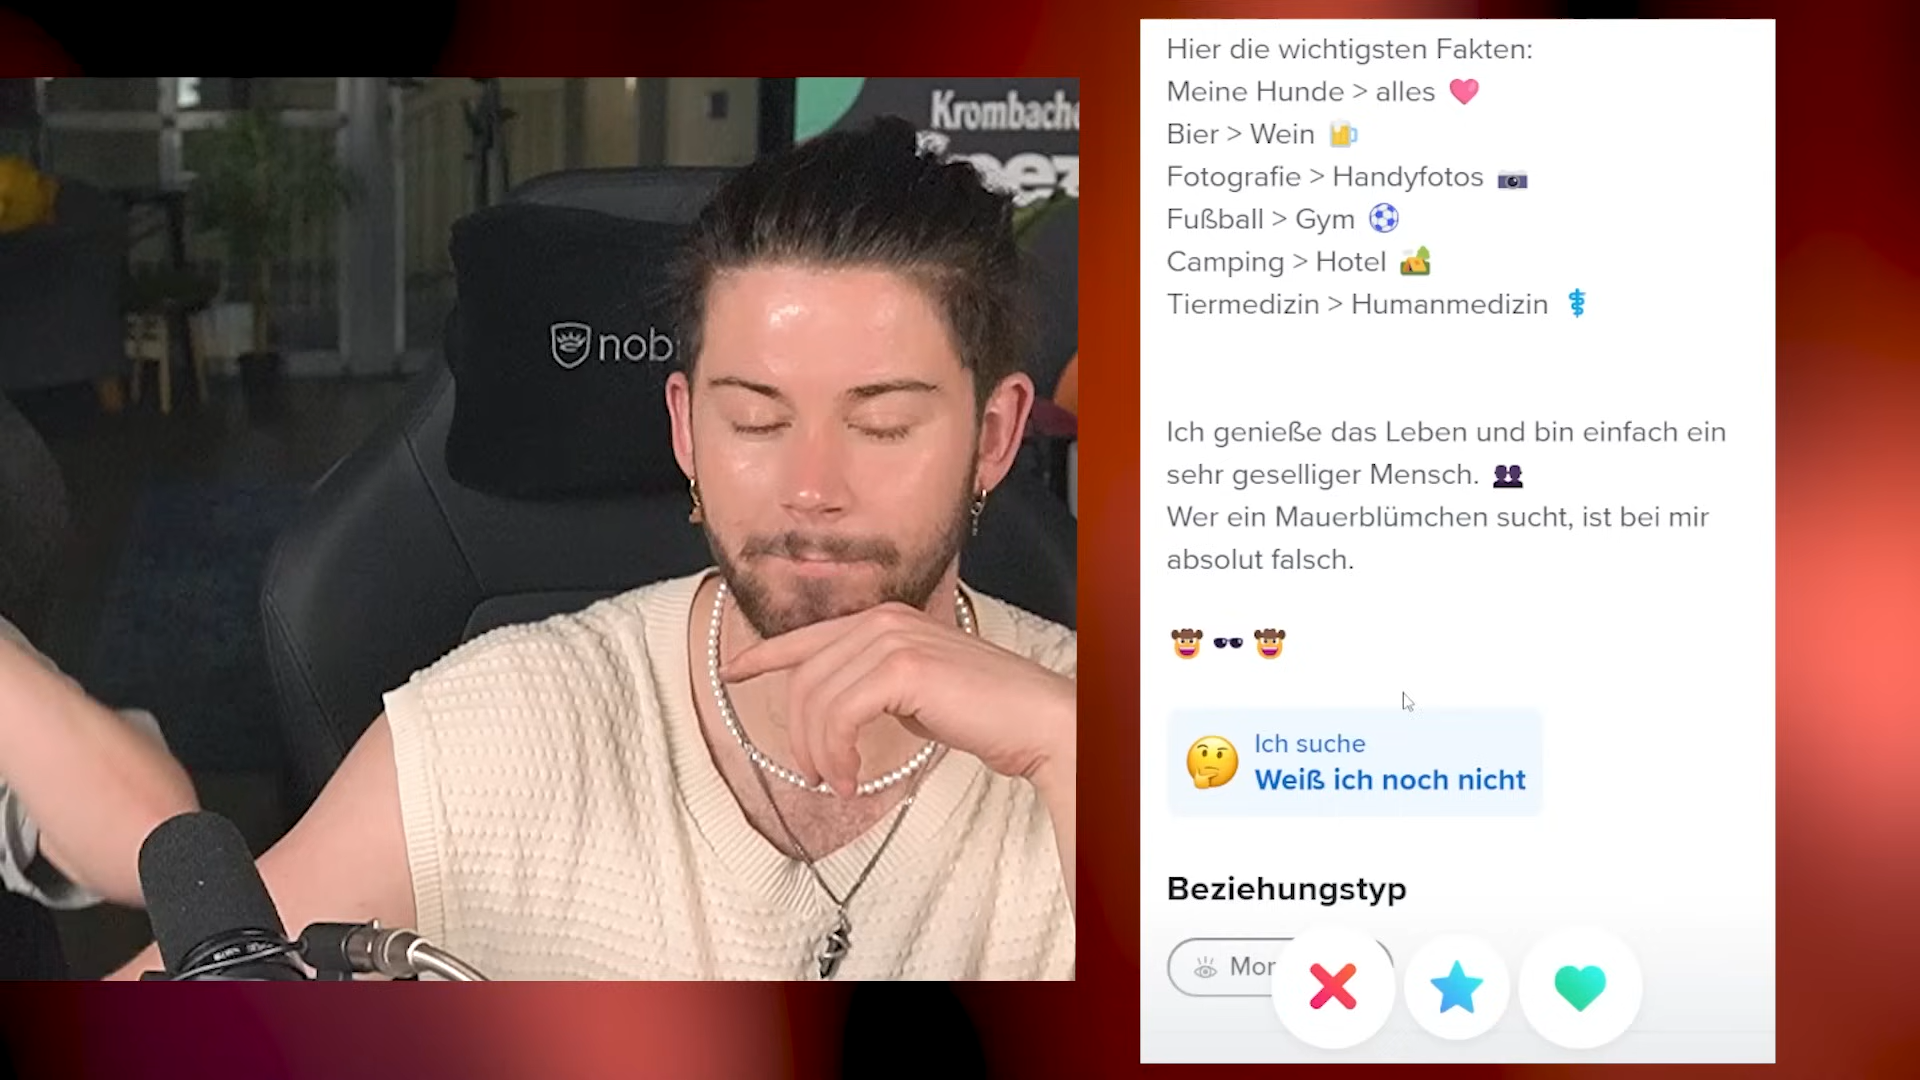 Krombache
nob
Hier die wichtigsten Fakten:
Meine Hunde > alles 💗
Bier > Wein 🍺
Fotografie > Handyfotos 📷
Fußball > Gym ⚽
Camping > Hotel 🏕️
Tiermedizin > Humanmedizin ⚕️
Ich genieße das Leben und bin einfach ein
sehr geselliger Mensch. 👥
Wer ein Mauerblümchen sucht, ist bei mir
absolut falsch.
🤠🕶️🤠
Ich suche
Weiß ich noch nicht
Beziehungstyp